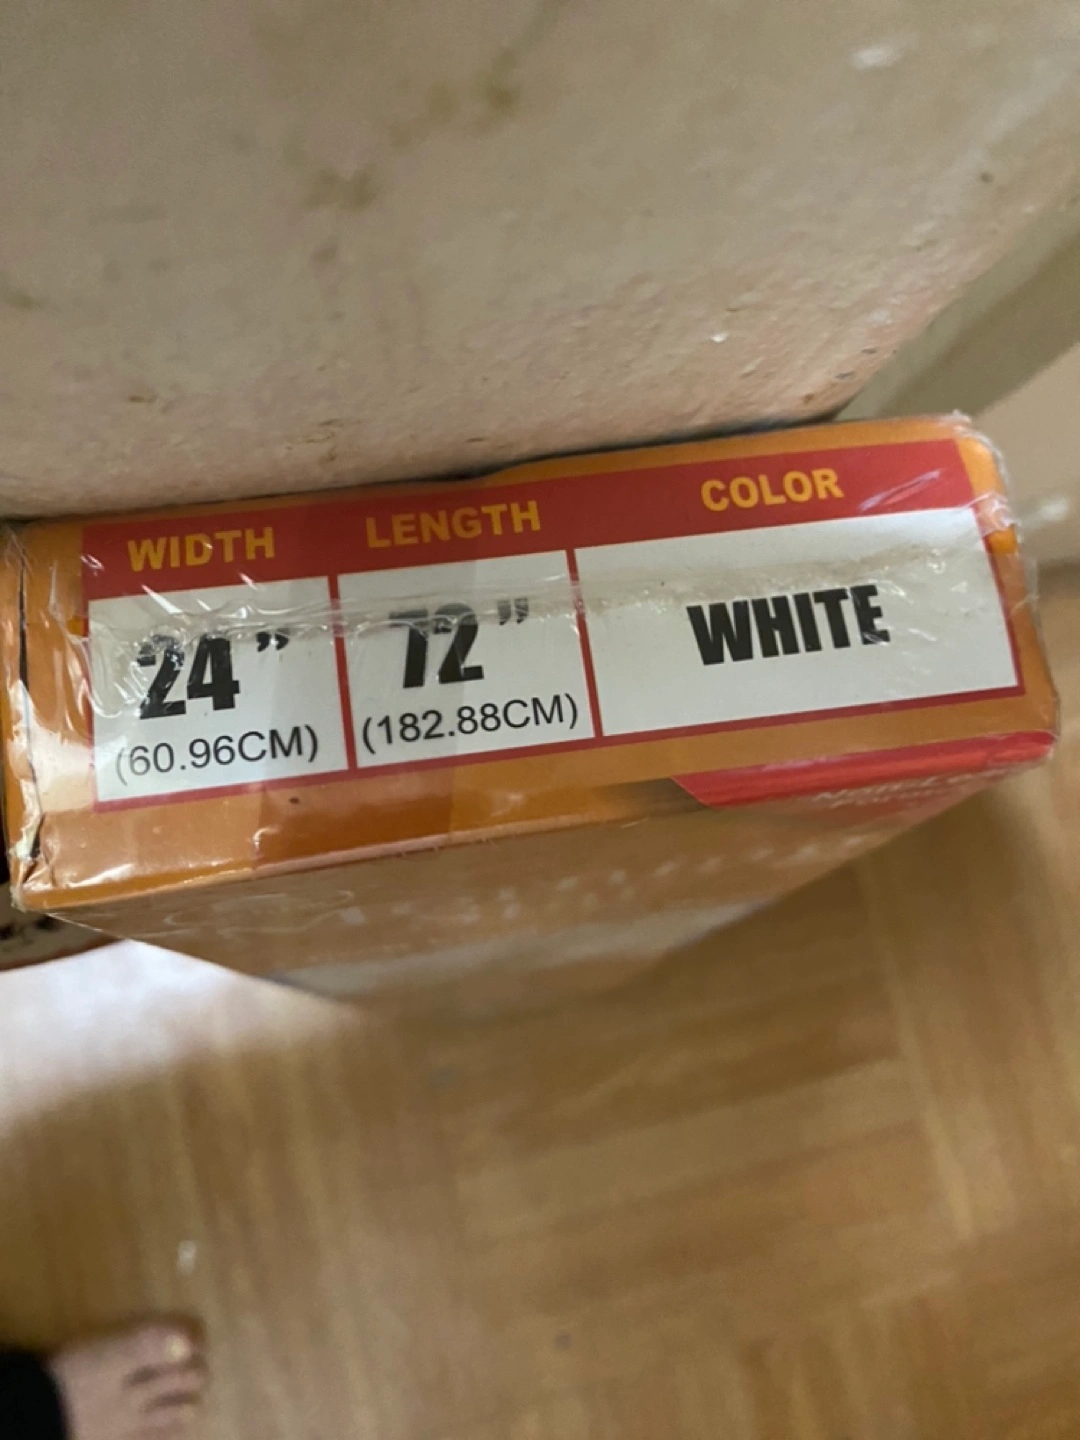 WIDTH LENGTH COLOR
24" 72" WHITE
(60.96CM) (182.88CM)